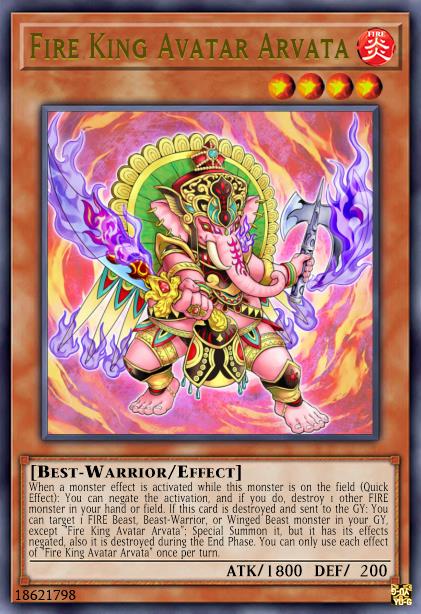 Fire King Avatar Arvata
FIRE
炎
[Best-Warrior/Effect]
When a monster effect is activated while this monster is on the field (Quick
Effect): You can negate the activation, and if you do, destroy 1 other FIRE
monster in your hand or field. If this card is destroyed and sent to the GY: You
can target 1 FIRE Beast, Beast-Warrior, or Winged Beast monster in your GY,
except "Fire King Avatar Arvata"; Special Summon it, but it has its effects
negated, also it is destroyed during the End Phase. You can only use each effect
of "Fire King Avatar Arvata" once per turn.
ATK/1800 DEF/ 200
18621798